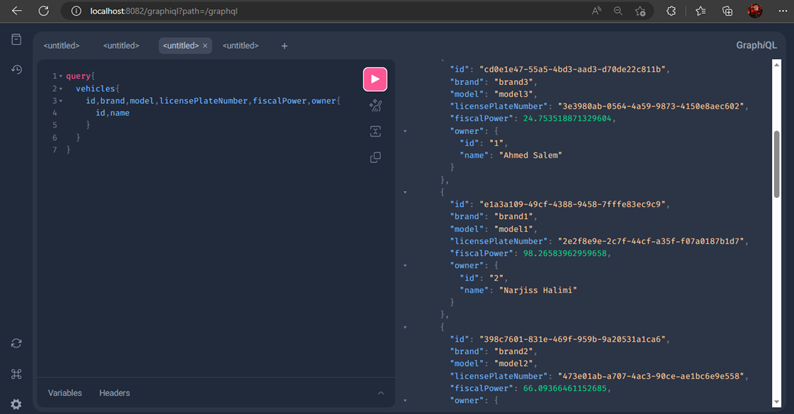 localhost:8082/graphiql?path=/graphql
<untitled>
<untitled>
<untitled> ×
<untitled>
+
GraphiQL
1 query{
2 vehicles{
3 id,brand,model,licensePlateNumber,fiscalPower,owner{
4 id,name
5 }
6 }
7 }
"id": "cd0e1e47-55a5-4bd3-aad3-d70de22c811b",
"brand": "brand3",
"model": "model3",
"licensePlateNumber": "3e3980ab-0564-4a59-9873-4150e8aec602",
"fiscalPower": 24.753518871329604,
"owner": {
"id": "1",
"name": "Ahmed Salem"
}
},
{
"id": "e1a3a109-49cf-4388-9458-7fffe83ec9c9",
"brand": "brand1",
"model": "model1",
"licensePlateNumber": "2e2f8e9e-2c7f-44cf-a35f-f07a0187b1d7",
"fiscalPower": 98.26583962959658,
"owner": {
"id": "2",
"name": "Narjiss Halimi"
}
},
{
"id": "398c7601-831e-469f-959b-9a20531a1ca6",
"brand": "brand2",
"model": "model2",
"licensePlateNumber": "473e01ab-a707-4ac3-90ce-ae1bc6e9e558",
"fiscalPower": 66.09366461152685,
"owner": {
Variables Headers